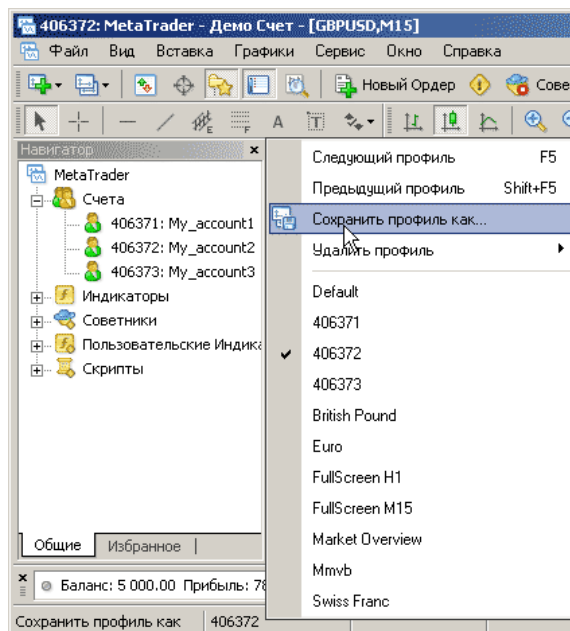 406372: MetaTrader - Демо Счет - [GBPUSD,M15]
Файл Вид Вставка Графики Сервис Окно Справка
Новый Ордер Сове
A T
E F
Навигатор
MetaTrader
Счета
406371: My_account1
406372: My_account2
406373: My_account3
Индикаторы
Советники
Пользовательские Индика
Скрипты
Общие Избранное
Следующий профиль F5
Предыдущий профиль Shift+F5
Сохранить профиль как...
Удалить профиль
Default
406371
406372
406373
British Pound
Euro
FullScreen H1
FullScreen M15
Market Overview
Mmvb
Swiss Franc
Баланс: 5 000.00 Прибыль: 78
Сохранить профиль как 406372